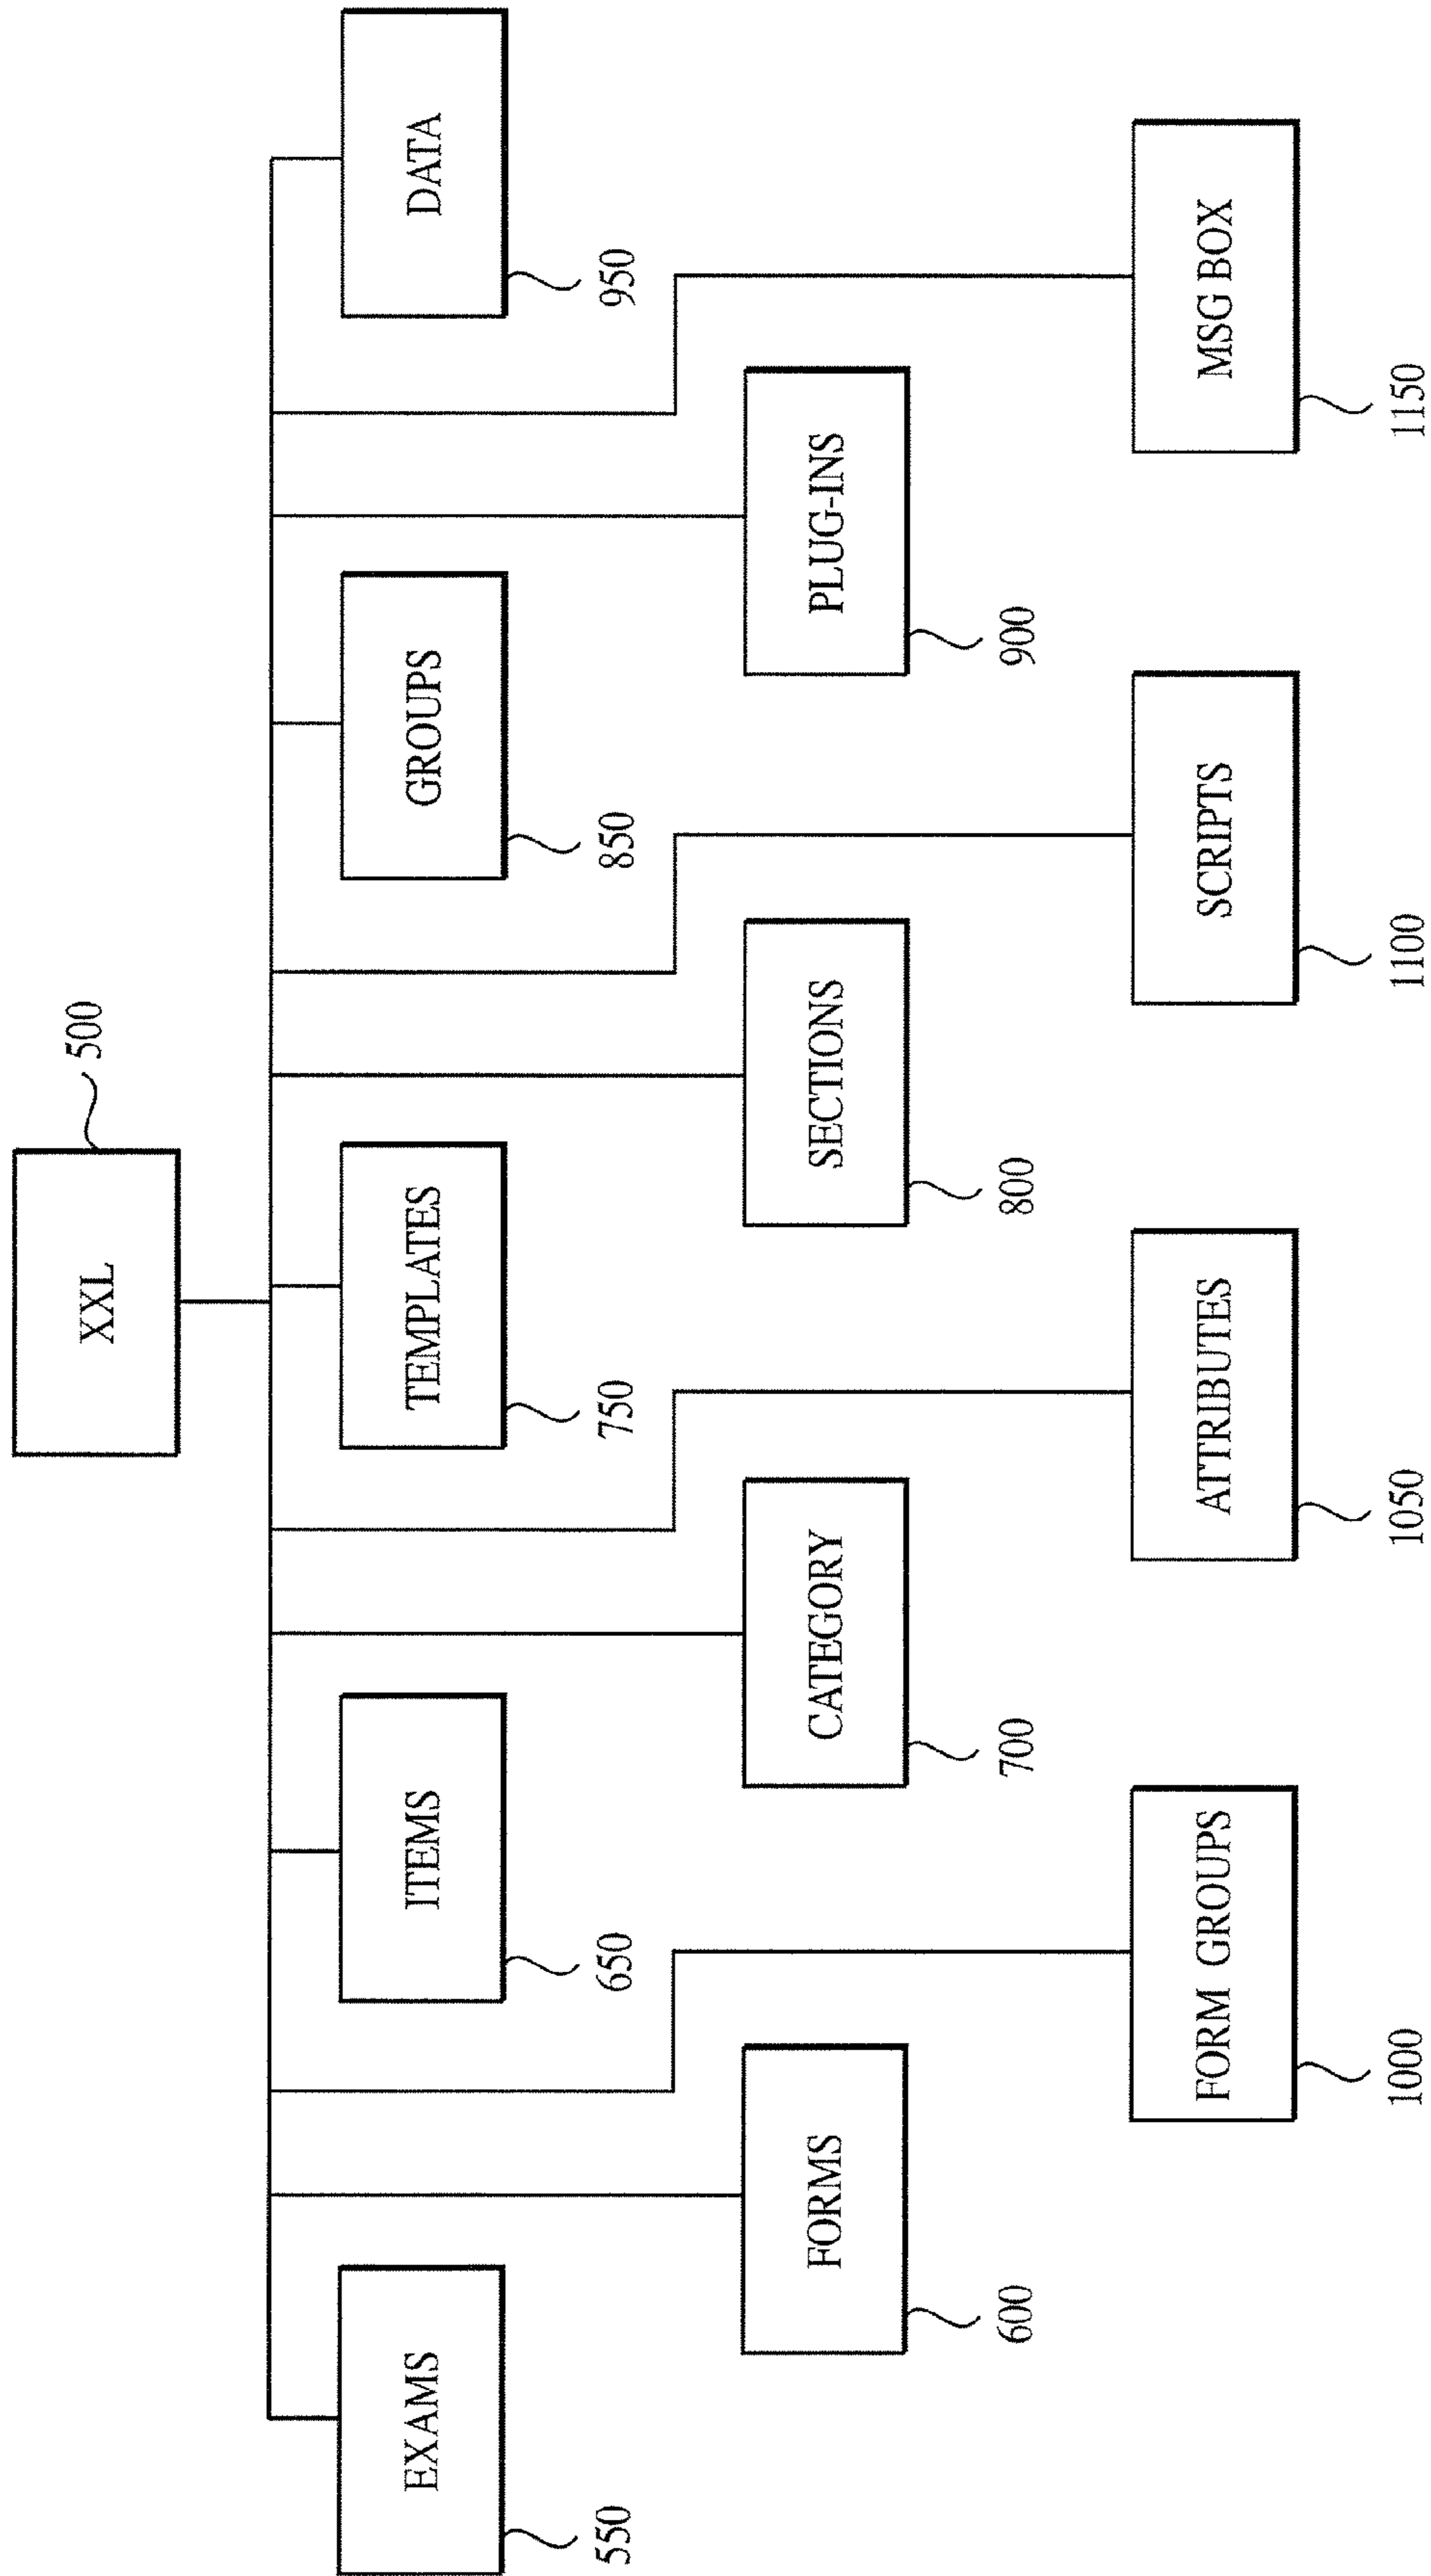 XXL
500
EXAMS
550
ITEMS
650
TEMPLATES
750
GROUPS
850
DATA
950
FORMS
600
CATEGORY
700
SECTIONS
800
PLUG-INS
900
FORM GROUPS
1000
ATTRIBUTES
1050
SCRIPTS
1100
MSG BOX
1150